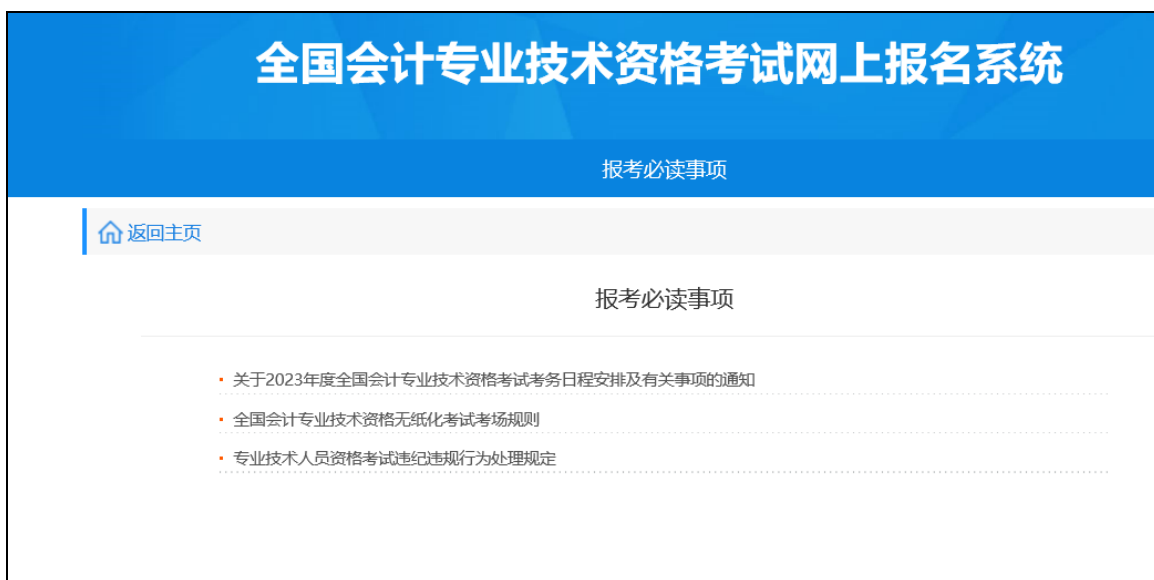 全国会计专业技术资格考试网上报名系统
报考必读事项
返回主页
报考必读事项
关于2023年度全国会计专业技术资格考试考务日程安排及有关事项的通知
全国会计专业技术资格无纸化考试考场规则
专业技术人员资格考试违纪违规行为处理规定